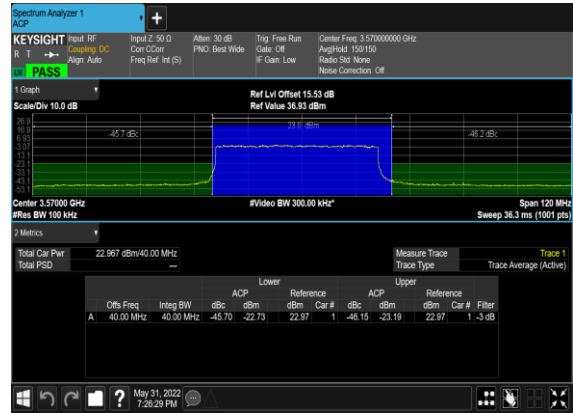 Spectrum Analyzer 1
ACP
+
KEYSIGHT Input: RF Input Z: 50 Ω Atten: 30 dB Trig: Free Run Center Freq: 3.570000000 GHz
R T Coupling: DC Corr CCorr PNO: Best Wide Gate: Off Avg|Hold: 150/150
Align: Auto Freq Ref: Int (S) IF Gain: Low Radio Std: None
Noise Correction: Off
LW PASS
1 Graph
Ref Lvl Offset 15.53 dB
Scale/Div 10.0 dB Ref Value 36.93 dBm
26.9
16.9
6.93
-3.07
-13.1
-23.1
-33.1
-43.1
-53.1
-45.7 dBc 23.0 dBm -46.2 dBc
Center 3.57000 GHz #Video BW 300.00 kHz* Span 120 MHz
#Res BW 100 kHz Sweep 36.3 ms (1001 pts)
2 Metrics
Total Car Pwr 22.967 dBm/40.00 MHz Measure Trace Trace 1
Total PSD --- Trace Type Trace Average (Active)
Lower Upper
ACP Reference ACP Reference
Offs Freq Integ BW dBc dBm dBm Car # dBc dBm dBm Car # Filter
A 40.00 MHz 40.00 MHz -45.70 -22.73 22.97 1 -46.15 -23.19 22.97 1 -3 dB
?
May 31, 2022
7:26:29 PM